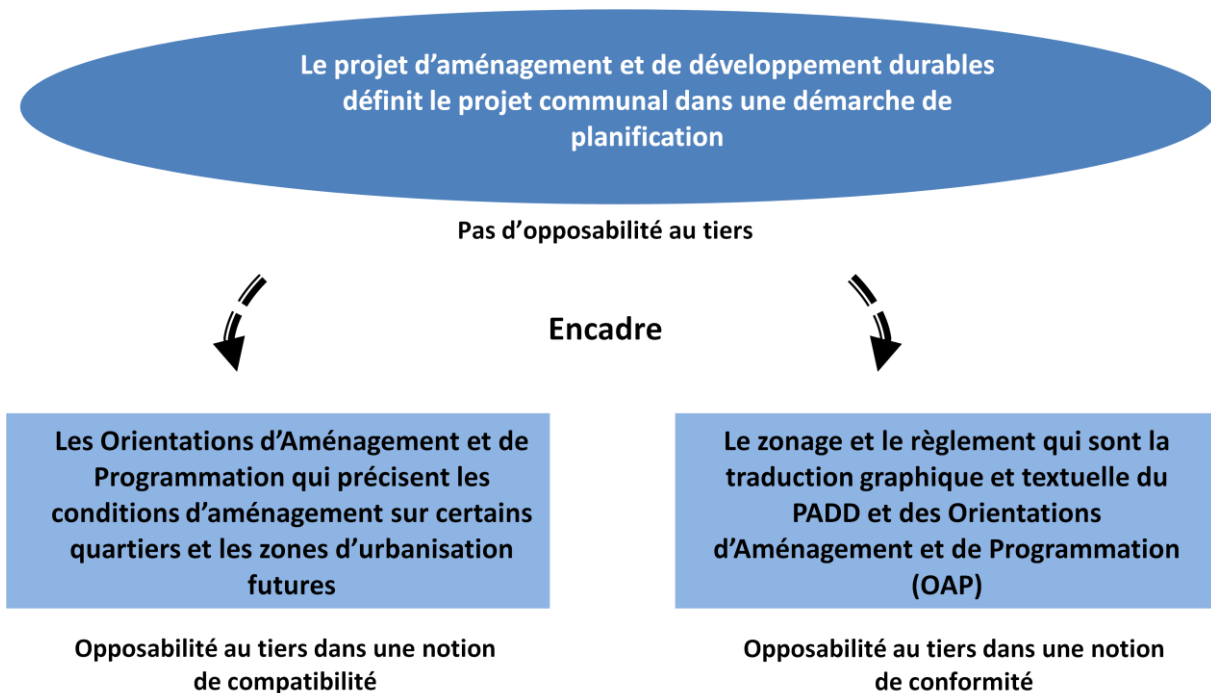 Le projet d’aménagement et de développement durables
définit le projet communal dans une démarche de
planification
Pas d’opposabilité au tiers
Encadre
Les Orientations d’Aménagement et de
Programmation qui précisent les
conditions d’aménagement sur certains
quartiers et les zones d’urbanisation
futures
Opposabilité au tiers dans une notion
de compatibilité
Le zonage et le règlement qui sont la
traduction graphique et textuelle du
PADD et des Orientations
d’Aménagement et de Programmation
(OAP)
Opposabilité au tiers dans une notion
de conformité